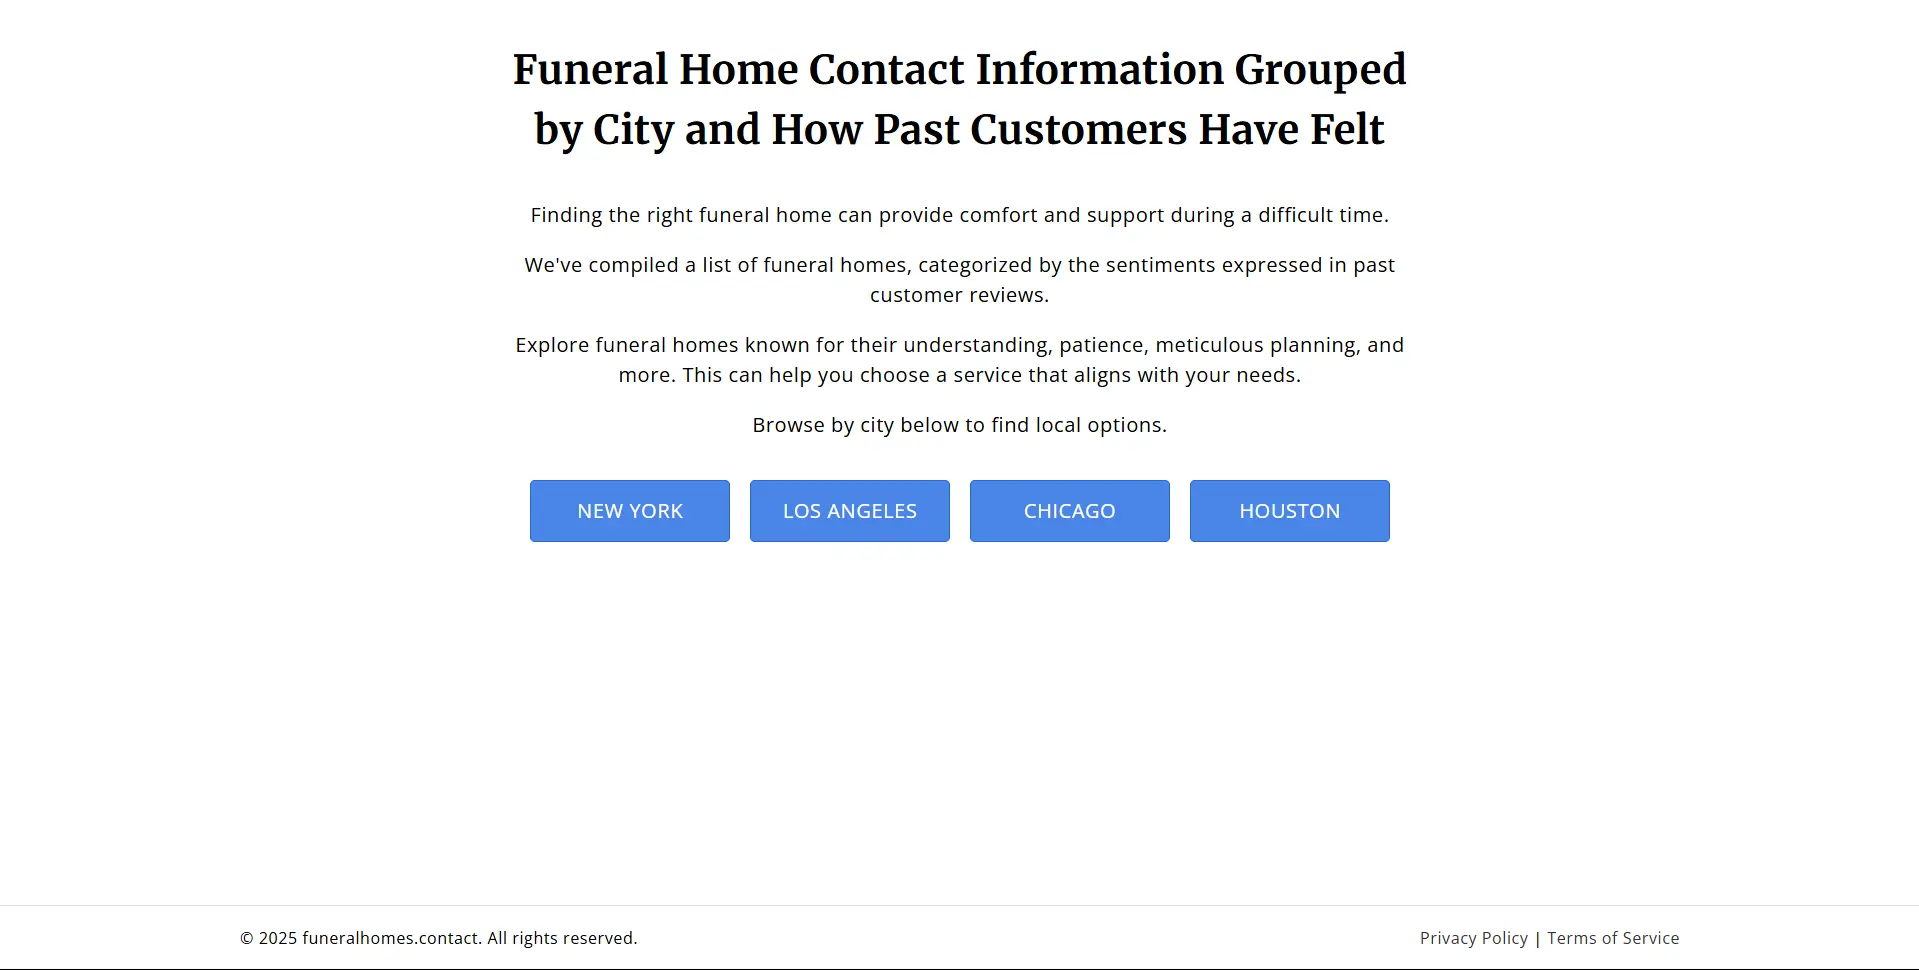 Funeral Home Contact Information Grouped
by City and How Past Customers Have Felt
Finding the right funeral home can provide comfort and support during a difficult time.
We've compiled a list of funeral homes, categorized by the sentiments expressed in past
customer reviews.
Explore funeral homes known for their understanding, patience, meticulous planning, and
more. This can help you choose a service that aligns with your needs.
Browse by city below to find local options.
NEW YORK
LOS ANGELES
CHICAGO
HOUSTON
© 2025 funeralhomes.contact. All rights reserved.
Privacy Policy | Terms of Service